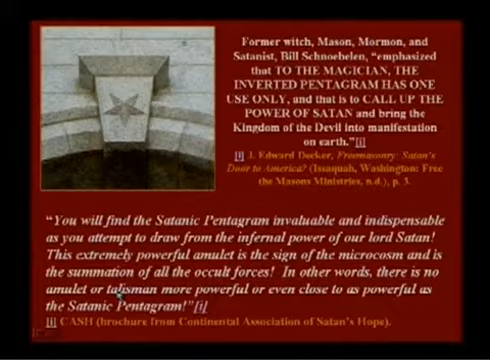 Former witch, Mason, Mormon, and
Satanist, Bill Schnoebelen, “emphasized
that TO THE MAGICIAN, THE
INVERTED PENTAGRAM HAS ONE
USE ONLY, and that is to CALL UP THE
POWER OF SATAN and bring the
Kingdom of the Devil into manifestation
on earth.”[i]
[i] J. Edward Decker, Freemasonry: Satan's
Door to America? (Issaquah, Washington: Free
the Masons Ministries, n.d.), p. 3.
“You will find the Satanic Pentagram invaluable and indispensable
as you attempt to draw from the infernal power of our lord Satan!
This extremely powerful amulet is the sign of the microcosm and is
the summation of all the occult forces! In other words, there is no
amulet or talisman more powerful or even close to as powerful as
the Satanic Pentagram!”[i]
[i] CASH (brochure from Continental Association of Satan's Hope).